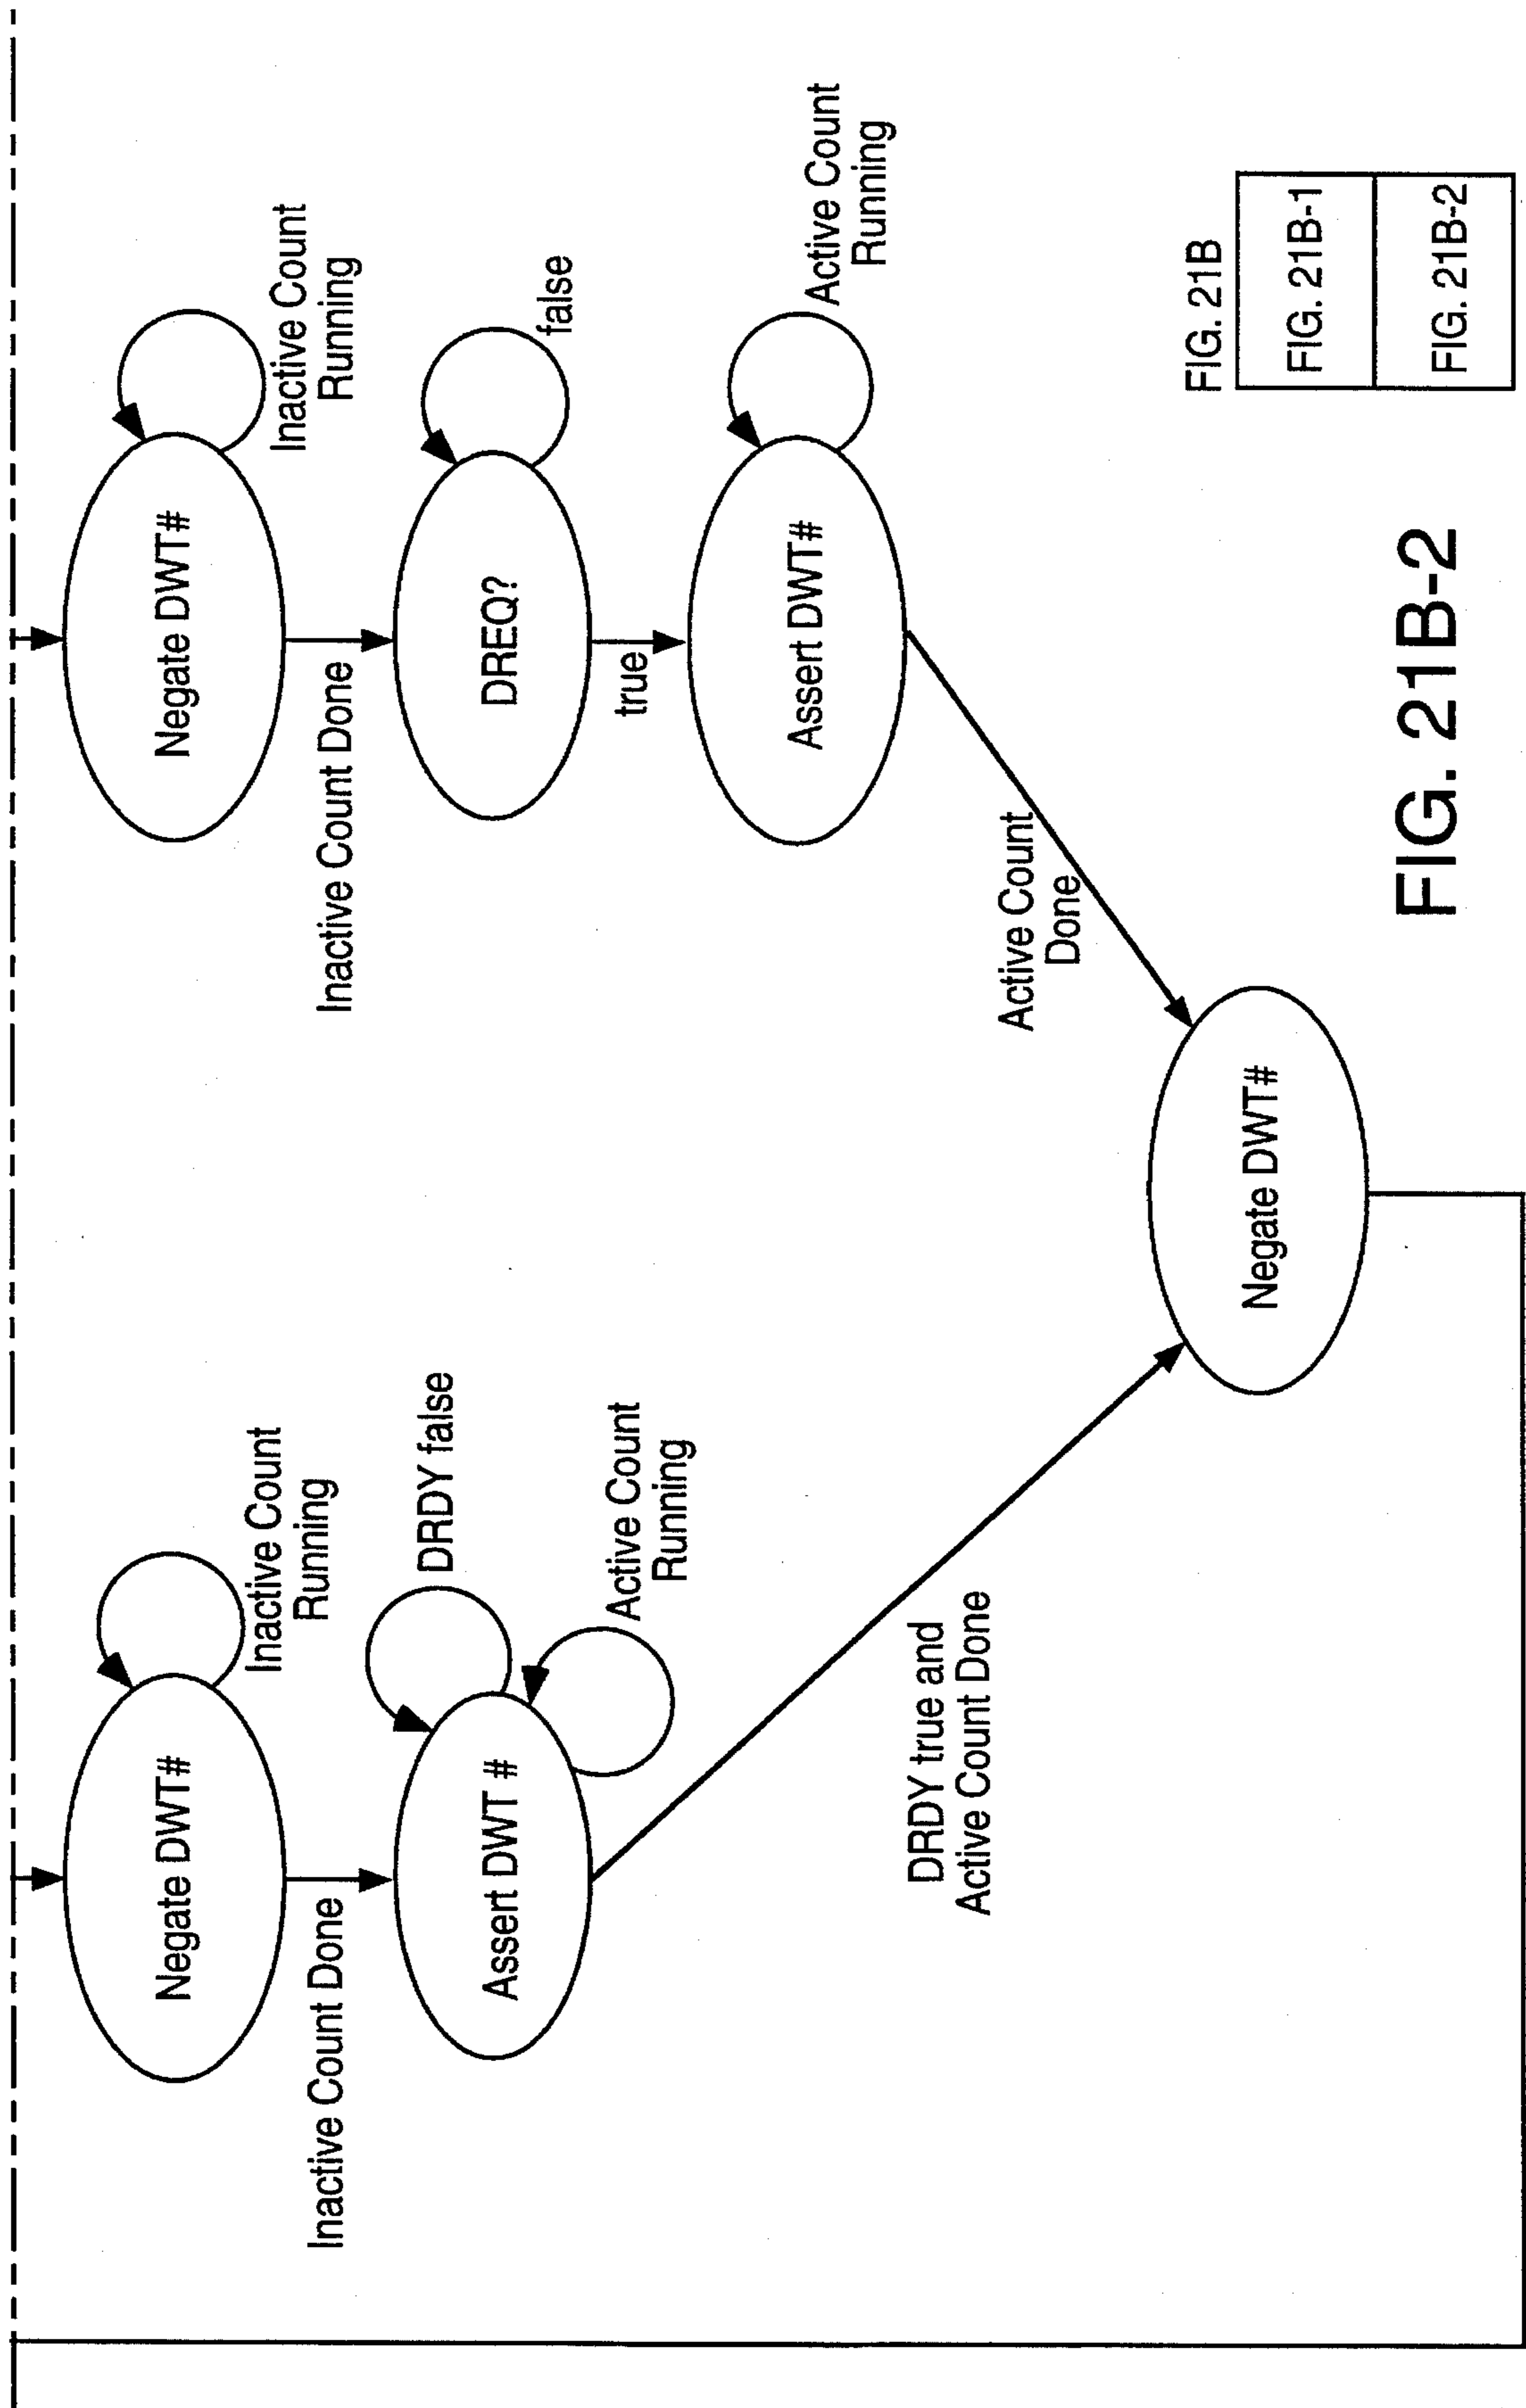 Negate DWT#
Inactive Count
Running
Inactive Count Done
Assert DWT #
DRDY false
Active Count
Running
DRDY true and
Active Count Done
Negate DWT#
Inactive Count
Running
Inactive Count Done
DREQ?
false
true
Assert DWT#
Active Count
Running
Active Count
Done
Negate DWT#
FIG. 21B
FIG. 21B-1
FIG. 21B-2
FIG. 21B-2